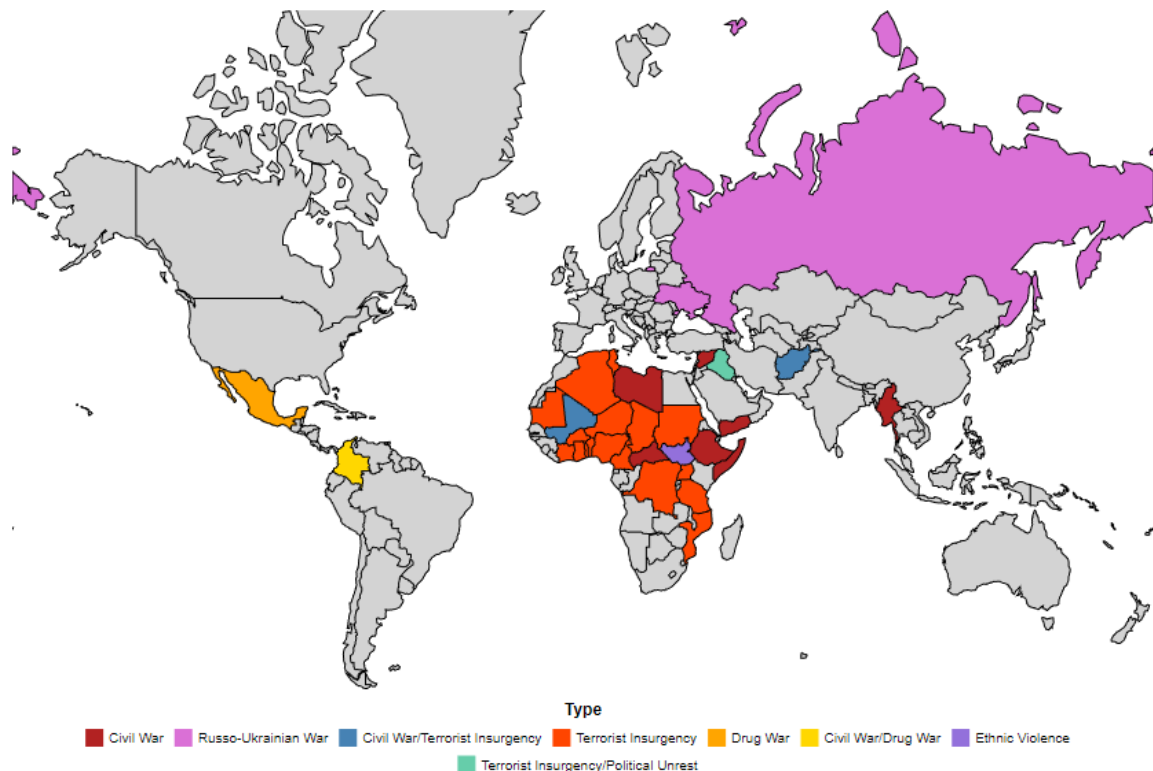 Type
Civil War Russo-Ukrainian War Civil War/Terrorist Insurgency Terrorist Insurgency Drug War Civil War/Drug War Ethnic Violence
Terrorist Insurgency/Political Unrest